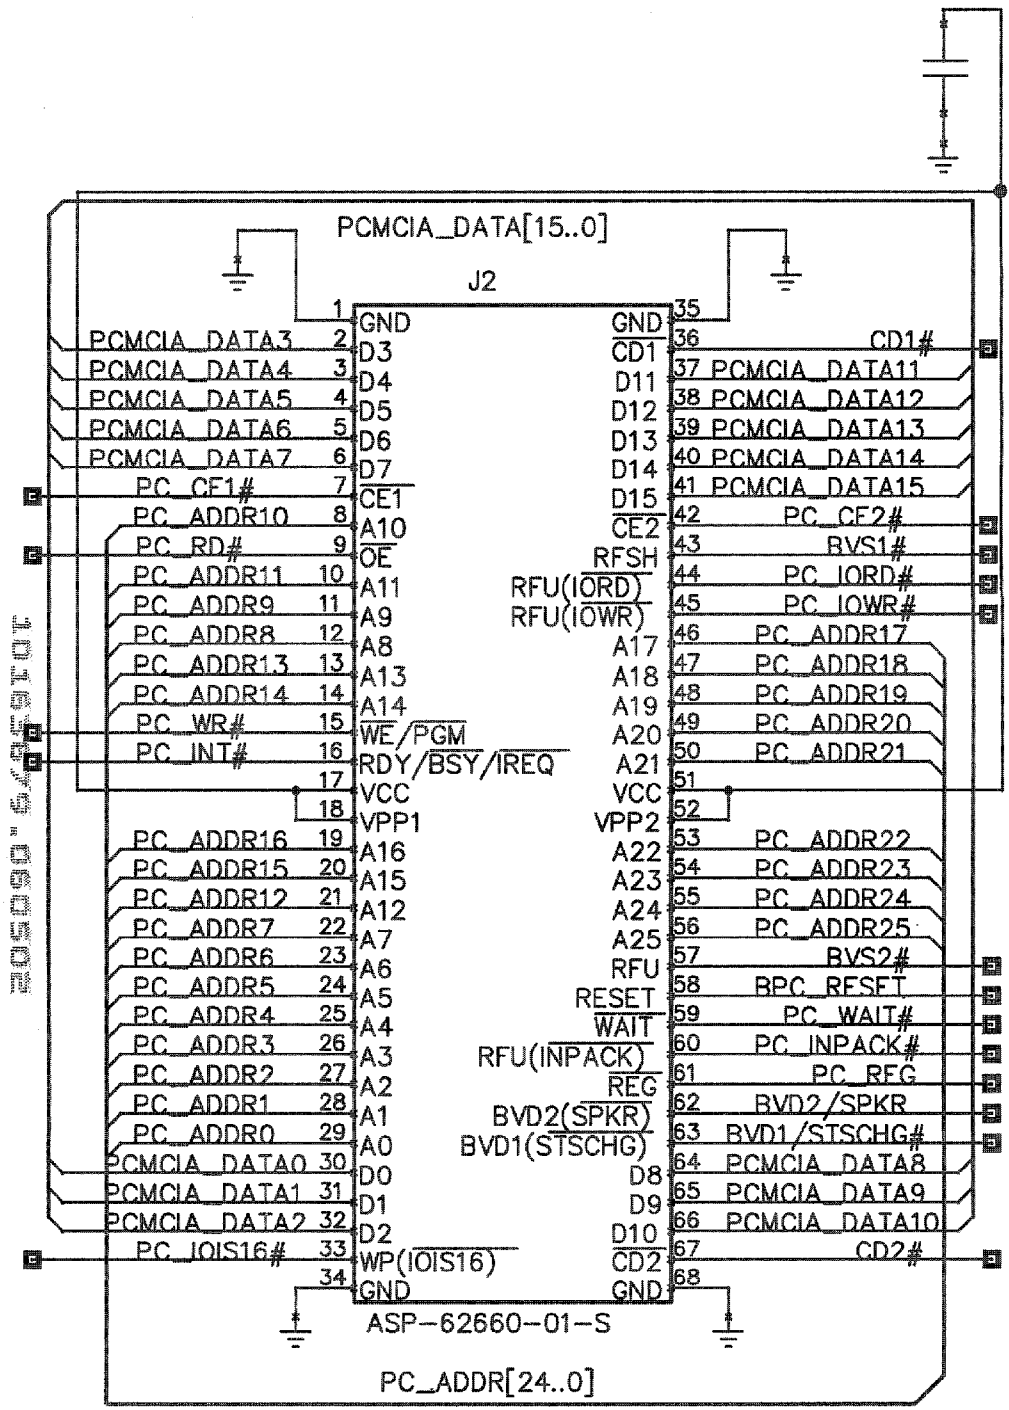 PCMCIA_DATA[15..0]
J2
1 GND GND 35
PCMCIA_DATA3 2 D3 CD1 36 CD1#
PCMCIA_DATA4 3 D4 D11 37 PCMCIA_DATA11
PCMCIA_DATA5 4 D5 D12 38 PCMCIA_DATA12
PCMCIA_DATA6 5 D6 D13 39 PCMCIA_DATA13
PCMCIA_DATA7 6 D7 D14 40 PCMCIA_DATA14
PC_CE1# 7 CE1 D15 41 PCMCIA_DATA15
PC_ADDR10 8 A10 CE2 42 PC_CE2#
PC_RD# 9 OE RFSH 43 BVS1#
PC_ADDR11 10 A11 RFU(IORD) 44 PC_IORD#
PC_ADDR9 11 A9 RFU(IOWR) 45 PC_IOWR#
PC_ADDR8 12 A8 A17 46 PC_ADDR17
PC_ADDR13 13 A13 A18 47 PC_ADDR18
PC_ADDR14 14 A14 A19 48 PC_ADDR19
PC_WR# 15 WE/PGM A20 49 PC_ADDR20
PC_INT# 16 RDY/BSY/IREQ A21 50 PC_ADDR21
17 VCC VCC 51
18 VPP1 VPP2 52
PC_ADDR16 19 A16 A22 53 PC_ADDR22
PC_ADDR15 20 A15 A23 54 PC_ADDR23
PC_ADDR12 21 A12 A24 55 PC_ADDR24
PC_ADDR7 22 A7 A25 56 PC_ADDR25
PC_ADDR6 23 A6 RFU 57 BVS2#
PC_ADDR5 24 A5 RESET 58 BPC_RESET
PC_ADDR4 25 A4 WAIT 59 PC_WAIT#
PC_ADDR3 26 A3 RFU(INPACK) 60 PC_INPACK#
PC_ADDR2 27 A2 REG 61 PC_REG
PC_ADDR1 28 A1 BVD2(SPKR) 62 BVD2/SPKR
PC_ADDR0 29 A0 BVD1(STSCHG) 63 BVD1/STSCHG#
PCMCIA_DATA0 30 D0 D8 64 PCMCIA_DATA8
PCMCIA_DATA1 31 D1 D9 65 PCMCIA_DATA9
PCMCIA_DATA2 32 D2 D10 66 PCMCIA_DATA10
PC_IOIS16# 33 WP(IOIS16) CD2 67 CD2#
34 GND GND 68
ASP-62660-01-S
PC_ADDR[24..0]